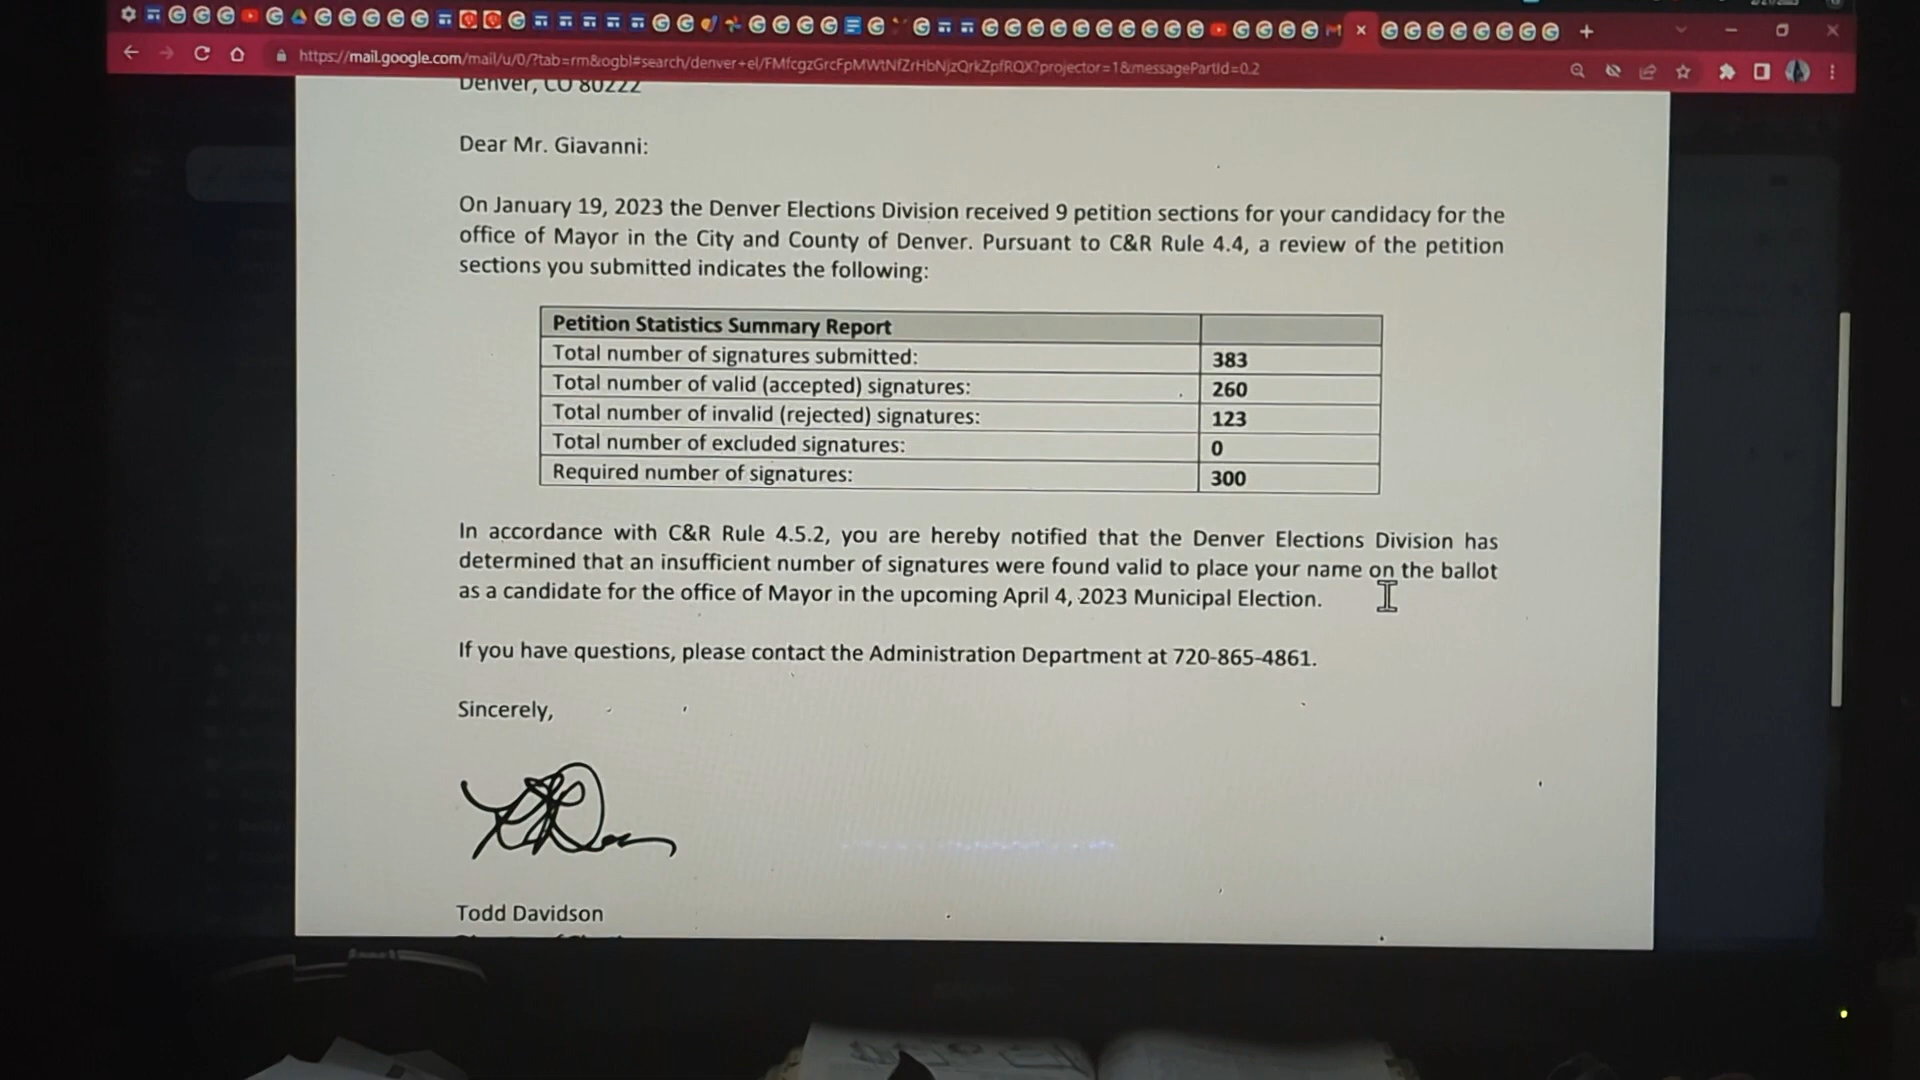 https://mail.google.com/mail/u/0/?tab=rm&ogbl#search/denver+el/FMfcgzGrcFpMWtNfZrHbNjzQrkZpfRQX?projector=1&messagePartId=0.2
Denver, CO 80222
Dear Mr. Giavanni:
On January 19, 2023 the Denver Elections Division received 9 petition sections for your candidacy for the
office of Mayor in the City and County of Denver. Pursuant to C&R Rule 4.4, a review of the petition
sections you submitted indicates the following:
Petition Statistics Summary Report
Total number of signatures submitted: 383
Total number of valid (accepted) signatures: 260
Total number of invalid (rejected) signatures: 123
Total number of excluded signatures: 0
Required number of signatures: 300
In accordance with C&R Rule 4.5.2, you are hereby notified that the Denver Elections Division has
determined that an insufficient number of signatures were found valid to place your name on the ballot
as a candidate for the office of Mayor in the upcoming April 4, 2023 Municipal Election.
If you have questions, please contact the Administration Department at 720-865-4861.
Sincerely,
Todd Davidson